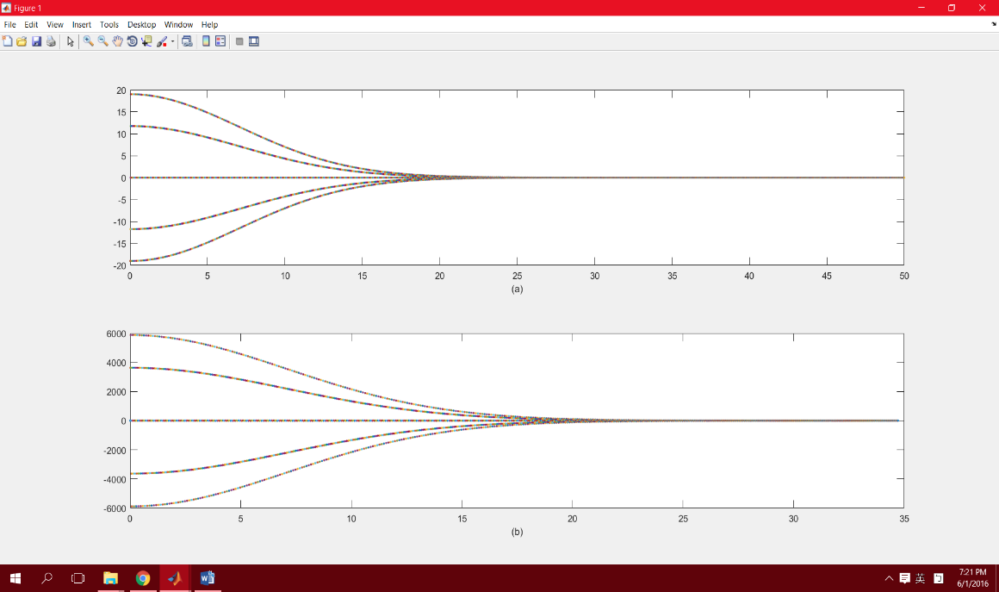 Figure 1
File Edit View Insert Tools Desktop Window Help
20
15
10
5
0
-5
-10
-15
-20
0 5 10 15 20 25 30 35 40 45 50
(a)
6000
4000
2000
0
-2000
-4000
-6000
0 5 10 15 20 25 30 35
(b)
英
7:21 PM
6/1/2016